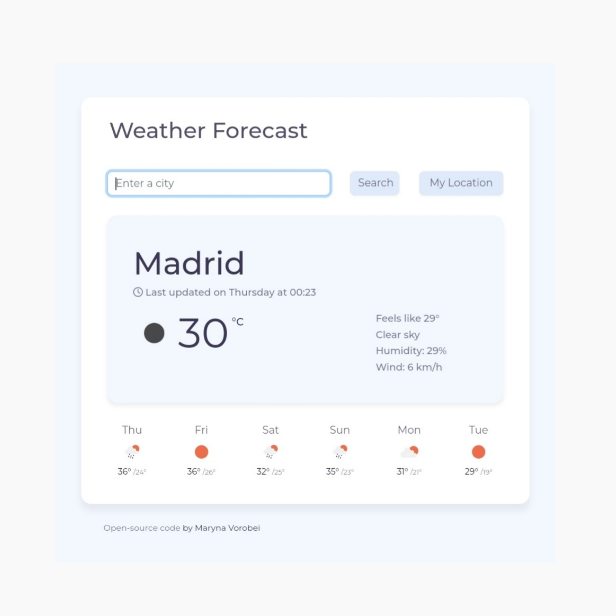 Weather Forecast
Enter a city
Search
My Location
Madrid
Last updated on Thursday at 00:23
30 °C
Feels like 29°
Clear sky
Humidity: 29%
Wind: 6 km/h
Thu Fri Sat Sun Mon Tue
36° /24° 36° /26° 32° /25° 35° /23° 31° /21° 29° /19°
Open-source code by Maryna Vorobei